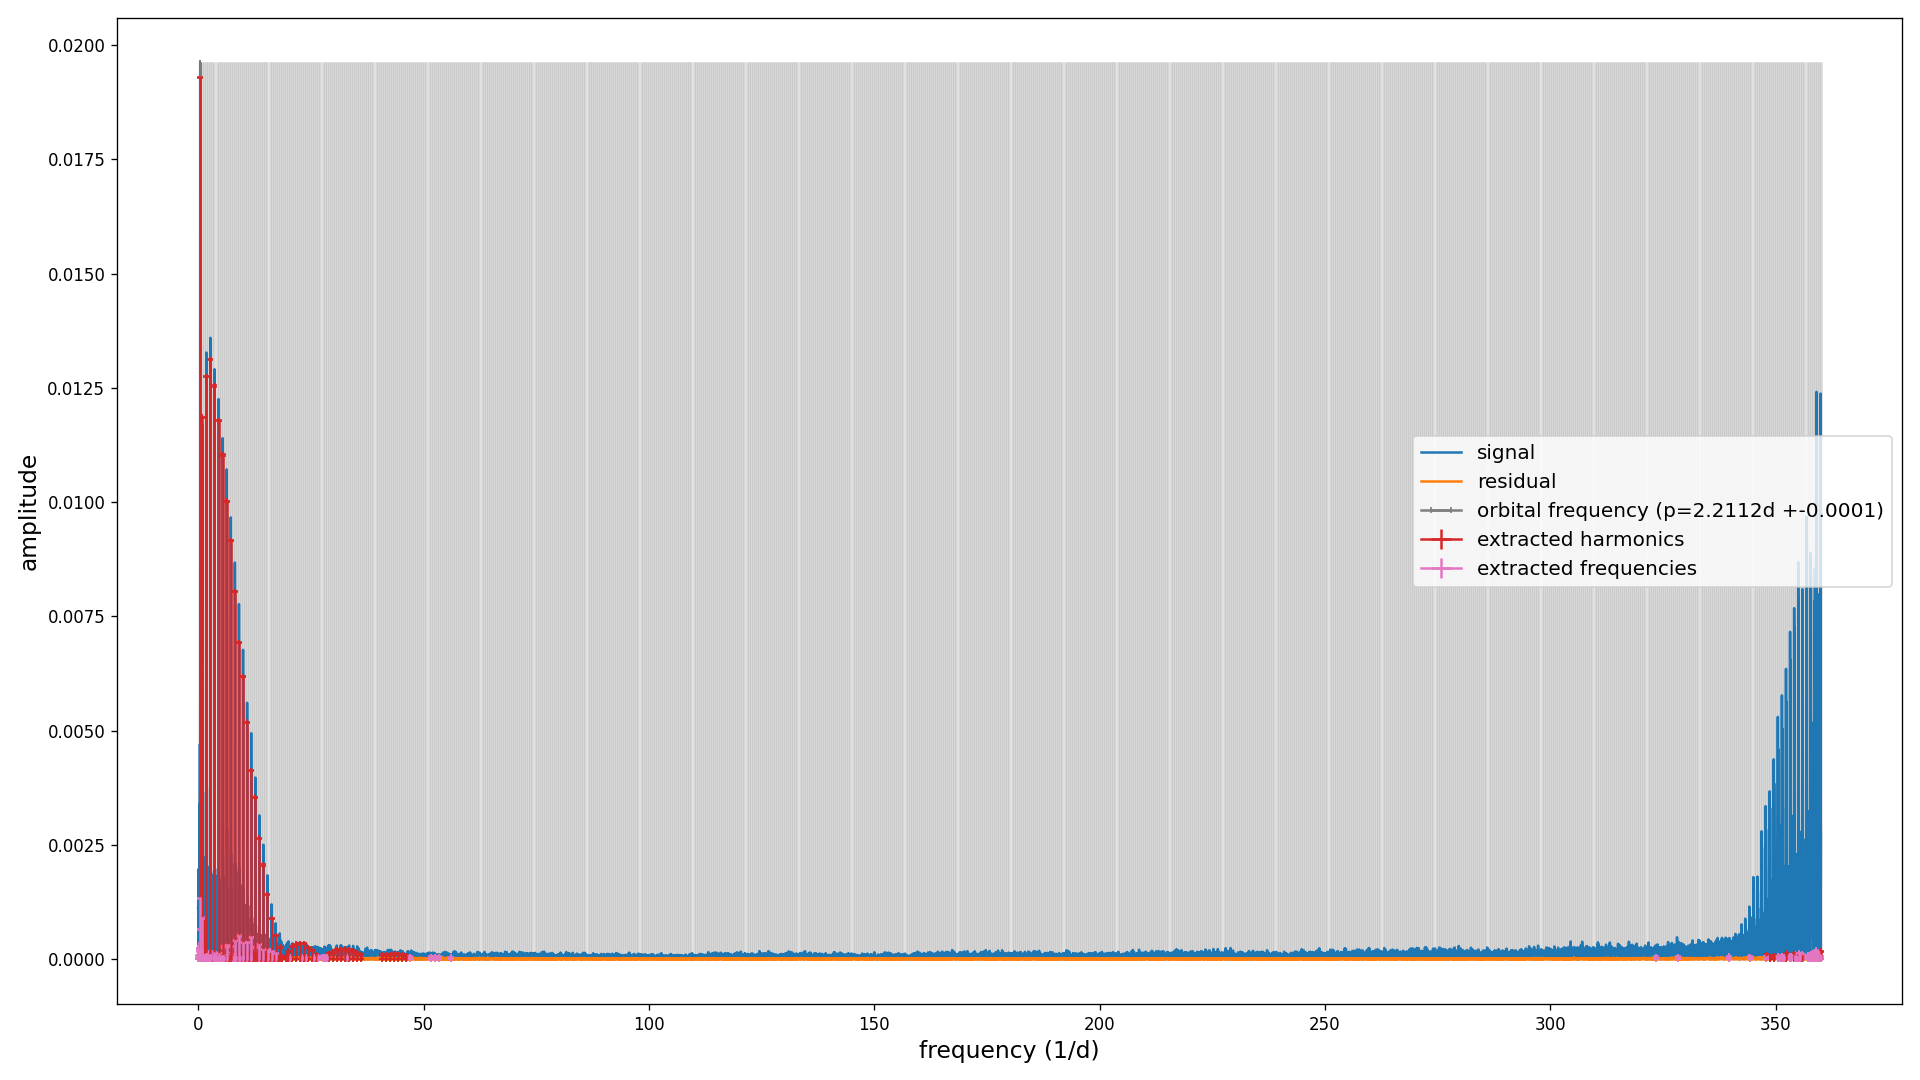 0.0200
0.0175
0.0150
0.0125
0.0100
0.0075
0.0050
0.0025
0.0000
amplitude
signal
residual
orbital frequency (p=2.2112d +-0.0001)
extracted harmonics
extracted frequencies
0 50 100 150 200 250 300 350
frequency (1/d)